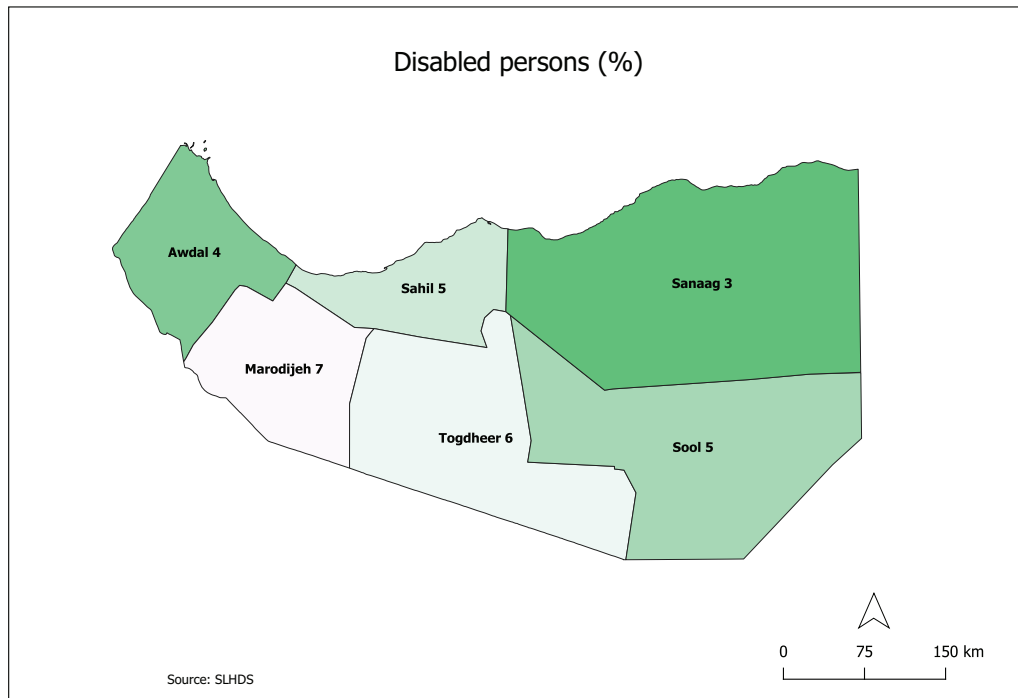 Disabled persons (%)
Awdal 4
Sahil 5
Sanaag 3
Marodijeh 7
Togdheer 6
Sool 5
0 75 150 km
Source: SLHDS